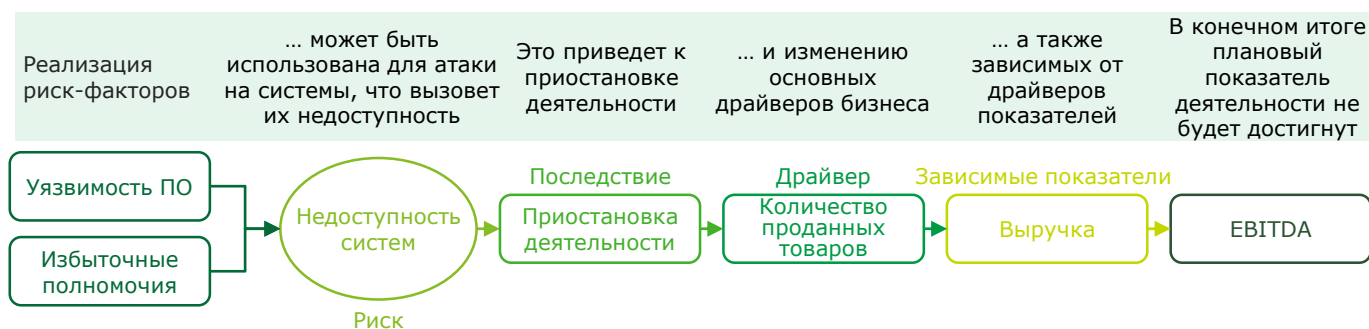 Реализация
риск-факторов
… может быть
использована для атаки
на системы, что вызовет
их недоступность
Это приведет к
приостановке
деятельности
… и изменению
основных
драйверов бизнеса
… а также
зависимых от
драйверов
показателей
В конечном итоге
плановый
показатель
деятельности не
будет достигнут
Уязвимость ПО
Избыточные
полномочия
Недоступность
систем
Риск
Последствие
Приостановка
деятельности
Драйвер
Количество
проданных
товаров
Зависимые показатели
Выручка
EBITDA